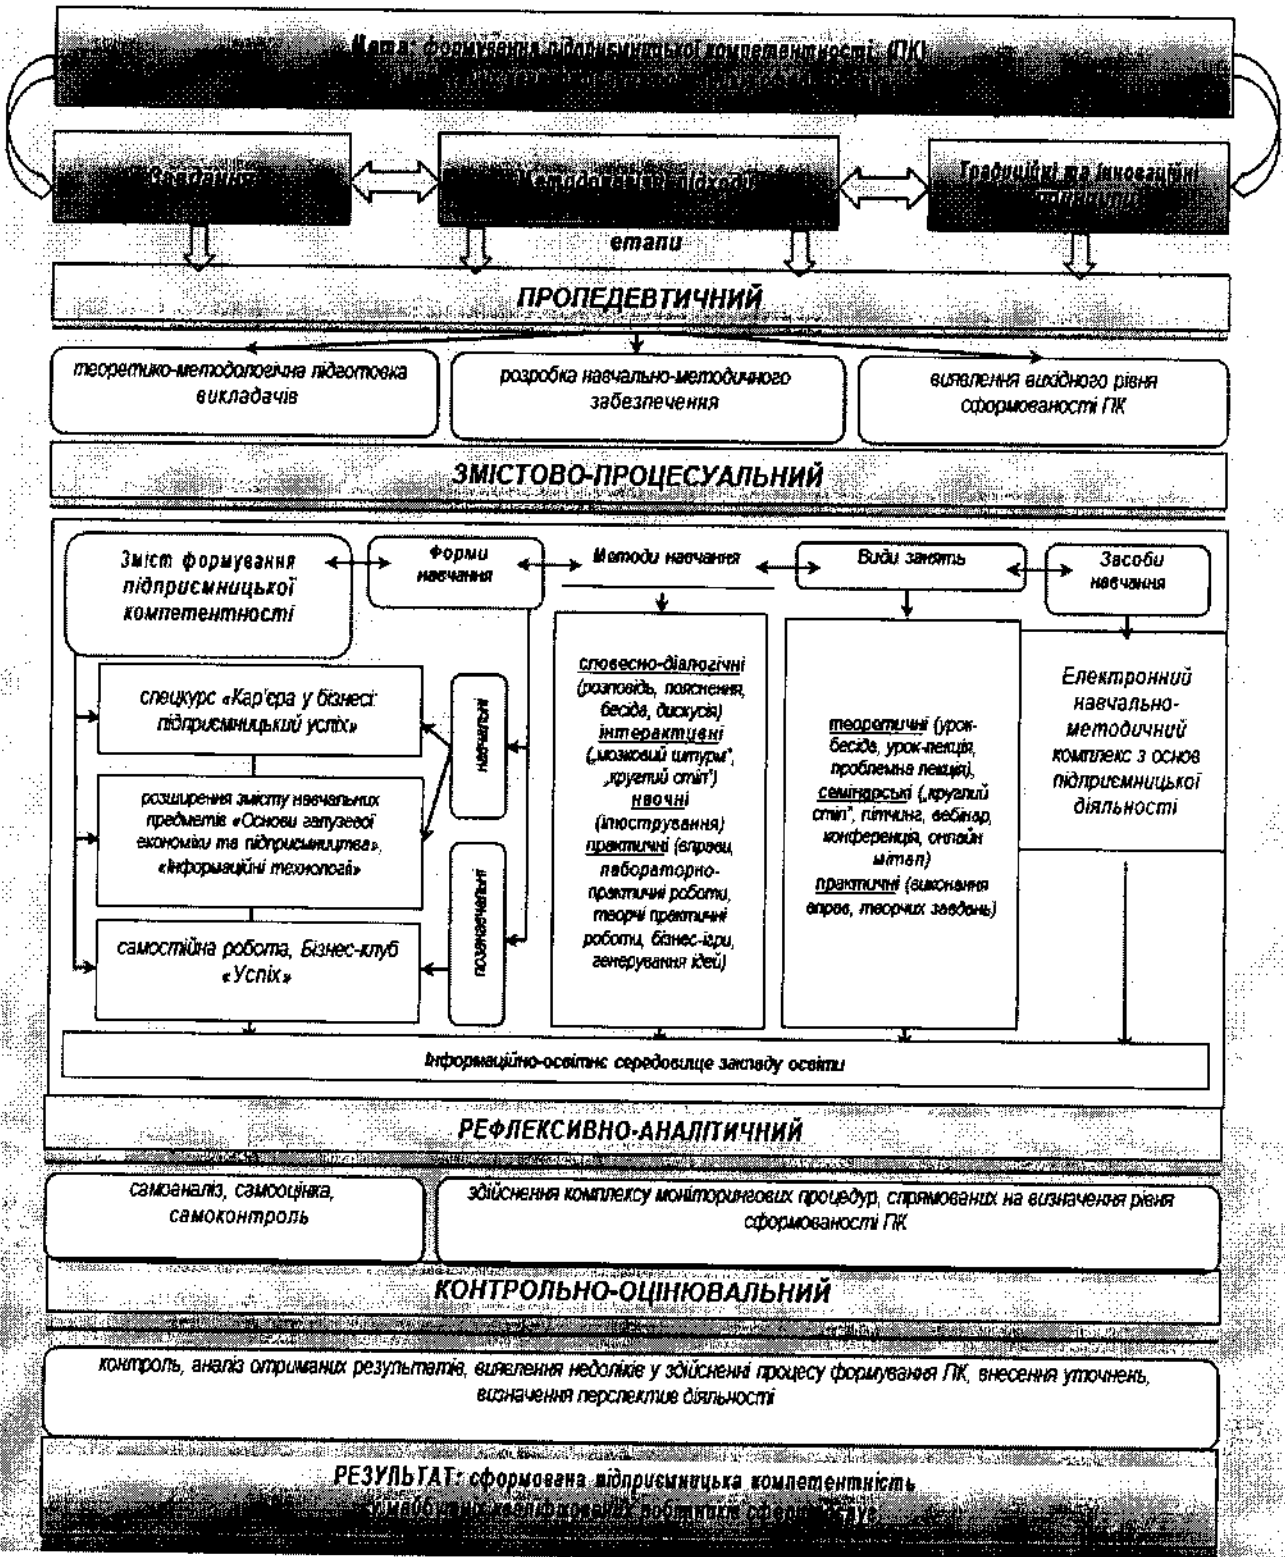 Мета: формування підприємницької компетентності (ПК)
Завдання
Методологічні підходи
Традиційні та інноваційні
етапи
ПРОПЕДЕВТИЧНИЙ
теоретико-методологічна підготовка
викладачів
розробка навчально-методичного
забезпечення
виявлення вихідного рівня
сформованості ПК
ЗМІСТОВО-ПРОЦЕСУАЛЬНИЙ
Зміст формування
підприємницької
компетентності
Форми
навчання
Методи навчання
Види занять
Засоби
навчання
спецкурс «Кар'єра у бізнесі:
підприємницький успіх»
розширення змісту навчальних
предметів «Основи галузевої
економіки та підприємництва»,
«Інформаційні технології»
самостійна робота, Бізнес-клуб
«Успіх»
навчальні
позанавчальні
словесно-діалогічні
(розповідь, пояснення,
бесіда, дискусія)
інтерактивні
(„мозковий штурм", 
„круглий стіл")
наочні
(ілюстрування)
практичні (вправи,
лабораторно-
практичні роботи,
творчі практичні
роботи, бізнес-ігри,
генерування ідей)
теоретичні (урок-
бесіда, урок-лекція,
проблемна лекція),
семінарські („круглий
стіл", пітчинг, вебінар,
конференція, онлайн
мітап)
практичні (виконання
вправ, творчих завдань)
Електронний
навчально-
методичний
комплекс з основ
підприємницької
діяльності
Інформаційно-освітнє середовище закладу освіти
РЕФЛЕКСИВНО-АНАЛІТИЧНИЙ
самоаналіз, самооцінка,
самоконтроль
здійснення комплексу моніторингових процедур, спрямованих на визначення рівня
сформованості ПК
КОНТРОЛЬНО-ОЦІНЮВАЛЬНИЙ
контроль, аналіз отриманих результатів, виявлення недоліків у здійсненні процесу формування ПК, внесення уточнень,
визначення перспектив діяльності
РЕЗУЛЬТАТ: сформована підприємницька компетентність
у майбутніх кваліфікованих робітників сфери послуг